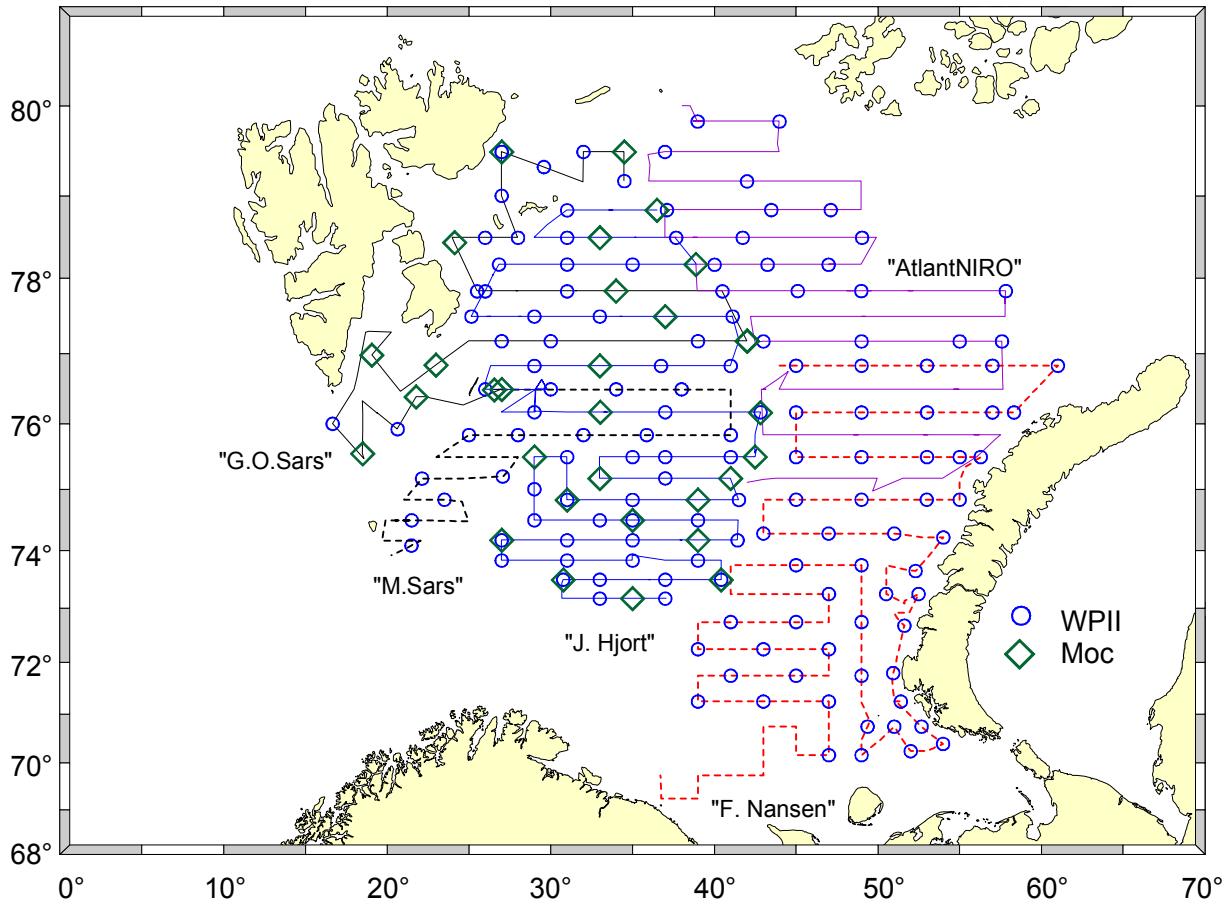 80°
78°
"AtlantNIRO"
76°
"G.O.Sars"
74°
"M.Sars"
"J. Hjort"
WPII
Moc
72°
70°
"F. Nansen"
68°
0° 10° 20° 30° 40° 50° 60° 70°